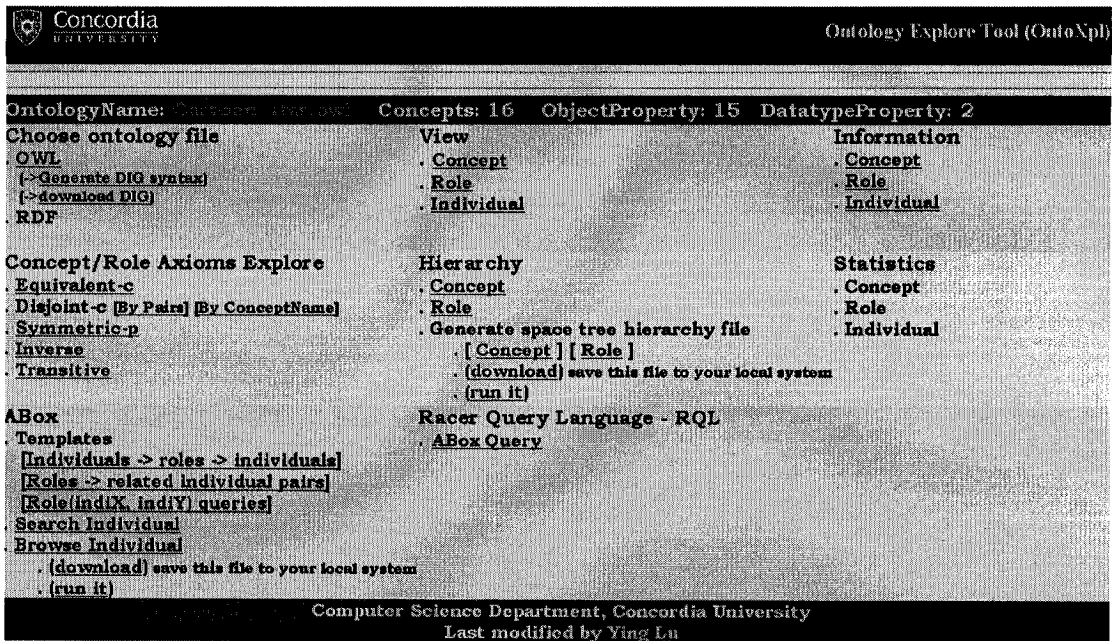 Concordia
UNIVERSITY
Ontology Explore Tool (OntoXpl)
OntologyName: Concepts: 16 ObjectProperty: 15 DatatypeProperty: 2
Choose ontology file
. OWL
(->Generate DIG syntax)
(->download DIG)
. RDF
View
. Concept
. Role
. Individual
Information
. Concept
. Role
. Individual
Concept/Role Axioms Explore
. Equivalent-c
. Disjoint-c [By Pairs] [By ConceptName]
. Symmetric-p
. Inverse
. Transitive
Hierarchy
. Concept
. Role
. Generate space tree hierarchy file
. [ Concept ] [ Role ]
. (download) save this file to your local system
. (run it)
Statistics
. Concept
. Role
. Individual
ABox
. Templates
[Individuals -> roles -> individuals]
[Roles -> related individual pairs]
[Role(indiX, indiY) queries]
. Search Individual
. Browse Individual
. (download) save this file to your local system
. (run it)
Racer Query Language - RQL
. ABox Query
Computer Science Department, Concordia University
Last modified by Ying Lu